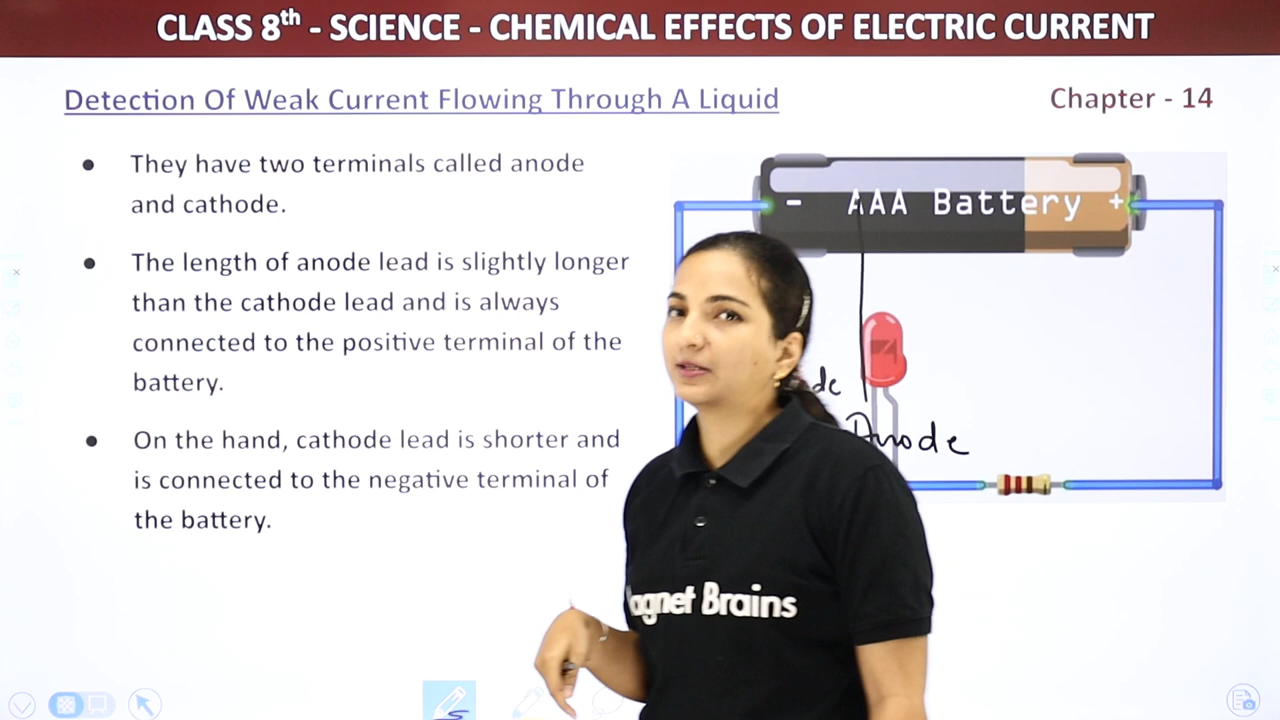 CLASS 8th - SCIENCE - CHEMICAL EFFECTS OF ELECTRIC CURRENT
Detection Of Weak Current Flowing Through A Liquid
Chapter - 14
● They have two terminals called anode
and cathode.
● The length of anode lead is slightly longer
than the cathode lead and is always
connected to the positive terminal of the
battery.
● On the hand, cathode lead is shorter and
is connected to the negative terminal of
the battery.
- AAA Battery +
de
Anode
agnet Brains